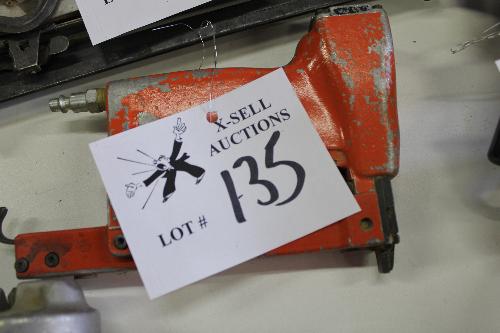 X-SELL
AUCTIONS
135
LOT #